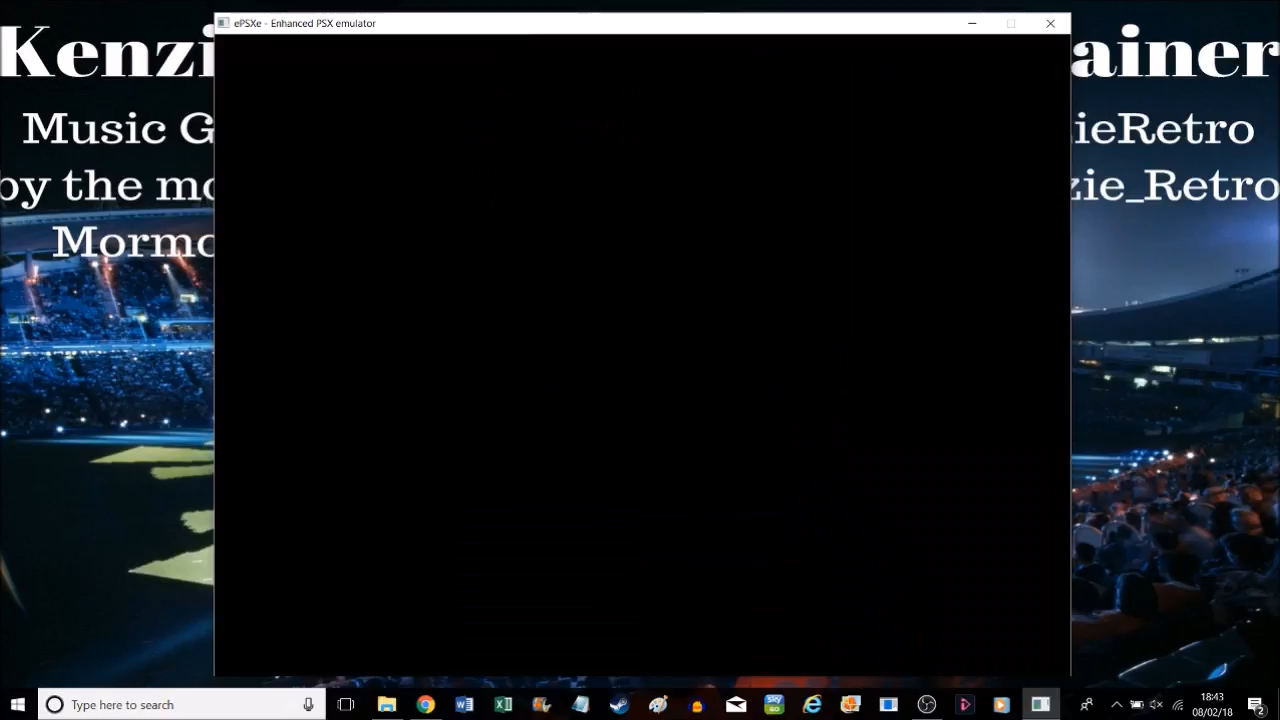 ePSXe - Enhanced PSX emulator
Kenzi
ainer
Music G
ieRetro
by the mo
zie_Retro
Mormo
Type here to search
18:43
08/02/18
2